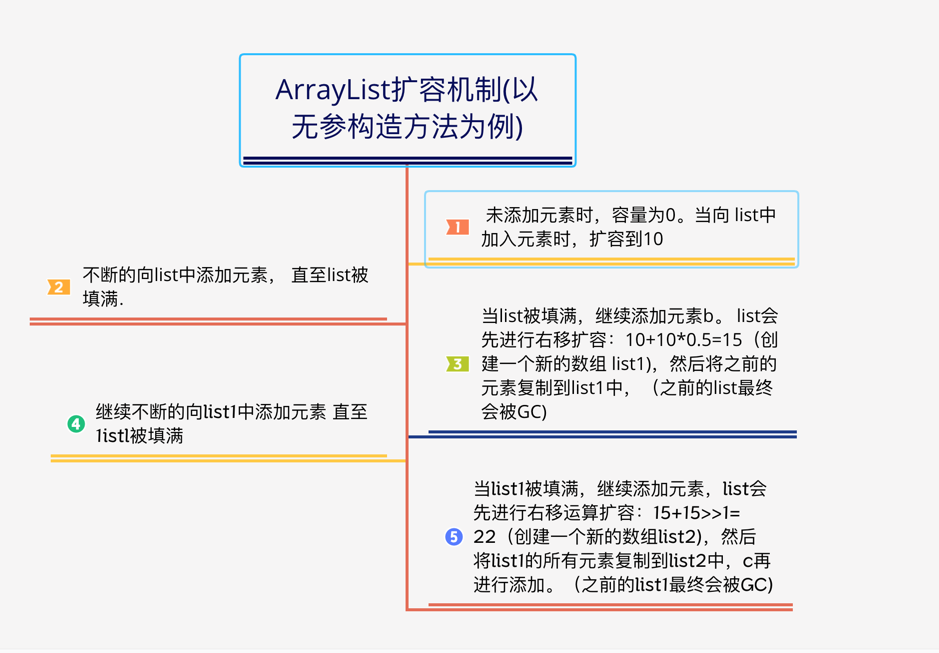 ArrayList扩容机制(以
无参构造方法为例)
1
未添加元素时，容量为0。当向 list中
加入元素时，扩容到10
2
不断的向list中添加元素， 直至list被
填满.
3
当list被填满，继续添加元素b。 list会
先进行右移扩容：10+10*0.5=15（创
建一个新的数组 list1)，然后将之前的
元素复制到list1中，（之前的list最终
会被GC)
4
继续不断的向list1中添加元素 直至
1istl被填满
5
当list1被填满，继续添加元素，list会
先进行右移运算扩容：15+15>>1=
22（创建一个新的数组list2)，然后
将list1的所有元素复制到list2中，c再
进行添加。（之前的list1最终会被GC)